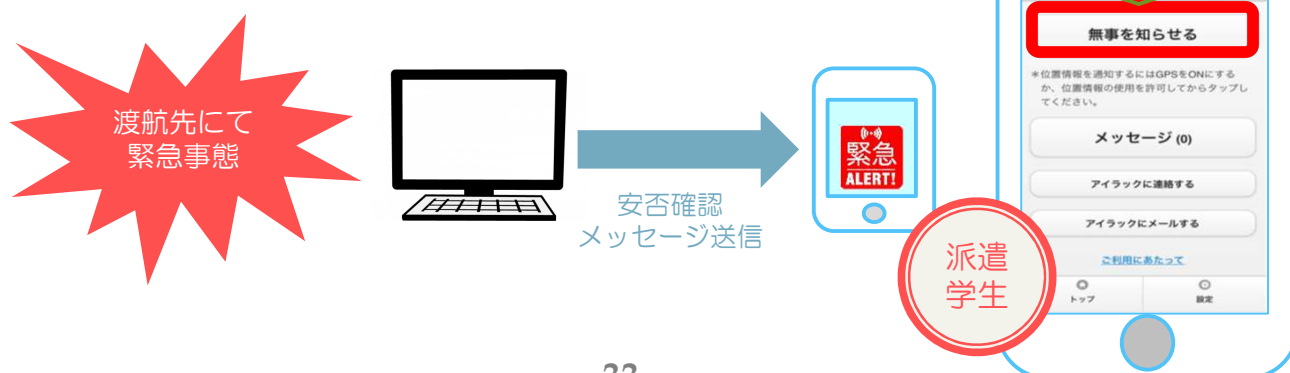 渡航先にて
緊急事態
安否確認
メッセージ送信
緊急
ALERT!
派遣
学生
無事を知らせる
*位置情報を通知するにはGPSをONにする
か、位置情報の使用を許可してからタップし
てください。
メッセージ (0)
アイラックに連絡する
アイラックにメールする
ご利用にあたって
トップ
設定